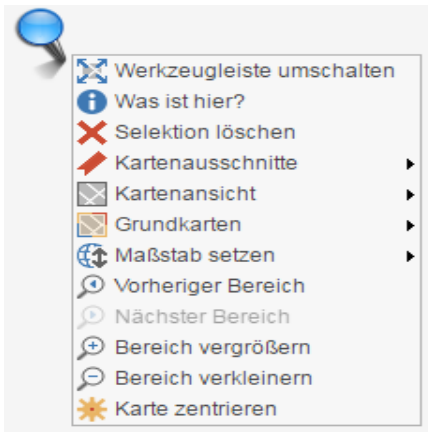 Werkzeugleiste umschalten
Was ist hier?
Selektion löschen
Kartenausschnitte
Kartenansicht
Grundkarten
Maßstab setzen
Vorheriger Bereich
Nächster Bereich
Bereich vergrößern
Bereich verkleinern
Karte zentrieren